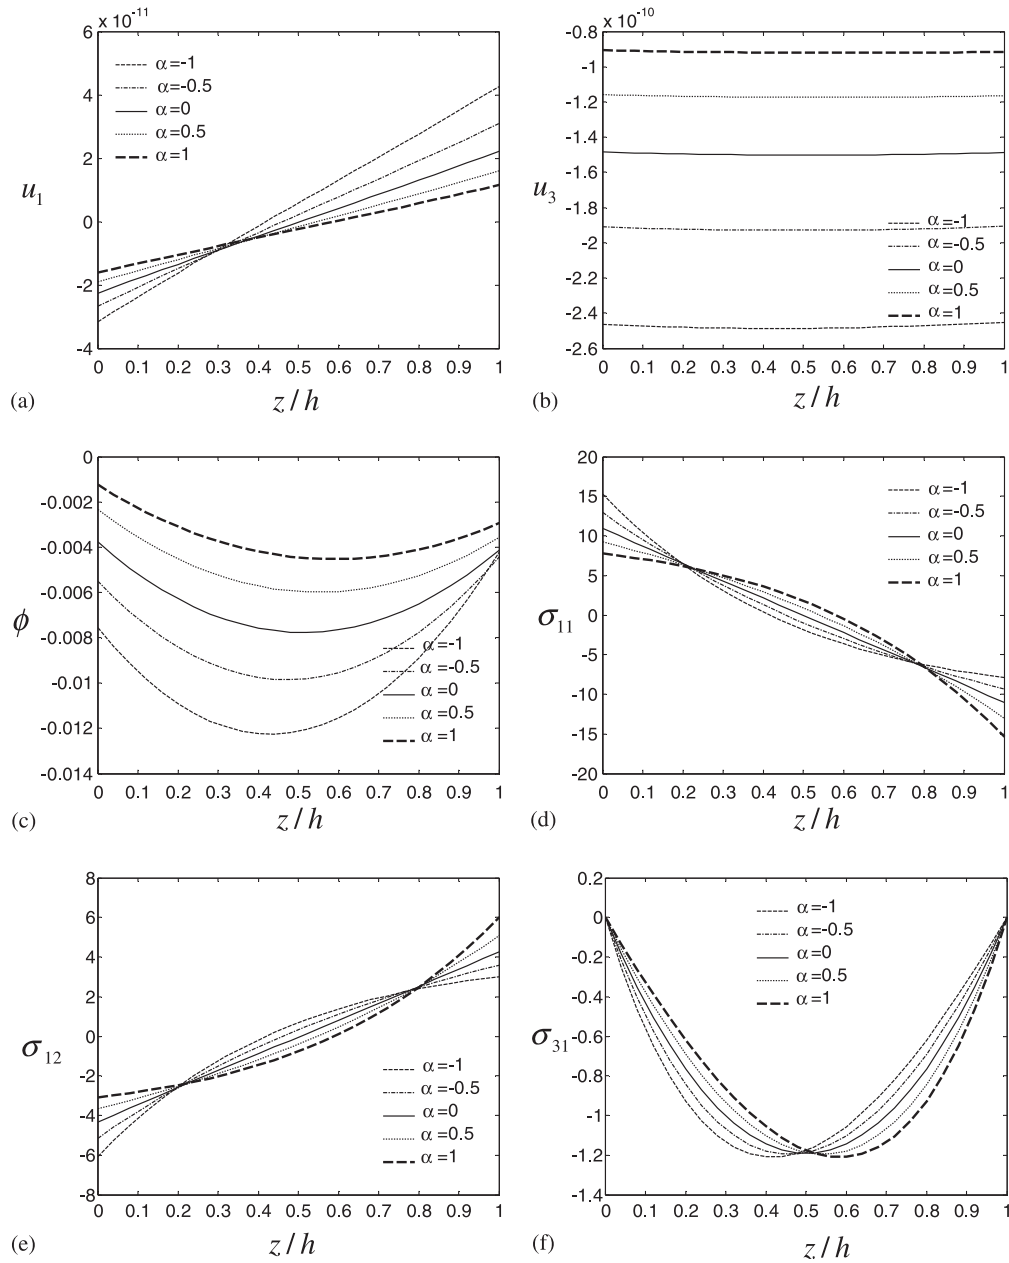 x 10⁻¹¹
6
4
2
0
-2
-4
u₁
α=-1
α=-0.5
α=0
α=0.5
α=1
0 0.1 0.2 0.3 0.4 0.5 0.6 0.7 0.8 0.9 1
(a)
z / h
x 10⁻¹⁰
-0.8
-1
-1.2
-1.4
-1.6
-1.8
-2
-2.2
-2.4
-2.6
u₃
α=-1
α=-0.5
α=0
α=0.5
α=1
0 0.1 0.2 0.3 0.4 0.5 0.6 0.7 0.8 0.9 1
(b)
z / h
0
-0.002
-0.004
-0.006
-0.008
-0.01
-0.012
-0.014
ϕ
α=-1
α=-0.5
α=0
α=0.5
α=1
0 0.1 0.2 0.3 0.4 0.5 0.6 0.7 0.8 0.9 1
(c)
z / h
20
15
10
5
0
-5
-10
-15
-20
σ₁₁
α=-1
α=-0.5
α=0
α=0.5
α=1
0 0.1 0.2 0.3 0.4 0.5 0.6 0.7 0.8 0.9 1
(d)
z / h
8
6
4
2
0
-2
-4
-6
-8
σ₁₂
α=-1
α=-0.5
α=0
α=0.5
α=1
0 0.1 0.2 0.3 0.4 0.5 0.6 0.7 0.8 0.9 1
(e)
z / h
0.2
0
-0.2
-0.4
-0.6
-0.8
-1
-1.2
-1.4
σ₃₁
α=-1
α=-0.5
α=0
α=0.5
α=1
0 0.1 0.2 0.3 0.4 0.5 0.6 0.7 0.8 0.9 1
(f)
z / h